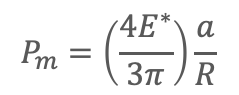 P_m = (4E* / 3π) a / R